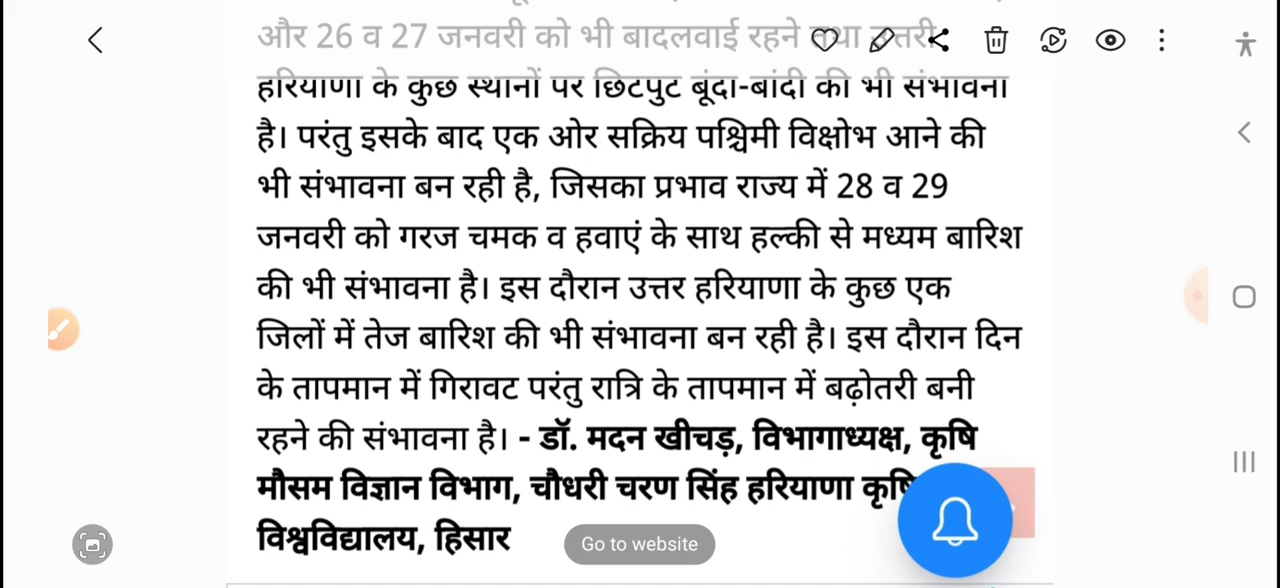 और 26 व 27 जनवरी को भी बादलवाई रहने तथा उत्तरी
हरियाणा के कुछ स्थानों पर छिटपुट बूंदा-बांदी की भी संभावना
है। परंतु इसके बाद एक ओर सक्रिय पश्चिमी विक्षोभ आने की
भी संभावना बन रही है, जिसका प्रभाव राज्य में 28 व 29
जनवरी को गरज चमक व हवाएं के साथ हल्की से मध्यम बारिश
की भी संभावना है। इस दौरान उत्तर हरियाणा के कुछ एक
जिलों में तेज बारिश की भी संभावना बन रही है। इस दौरान दिन
के तापमान में गिरावट परंतु रात्रि के तापमान में बढ़ोतरी बनी
रहने की संभावना है। - डॉ. मदन खीचड़, विभागाध्यक्ष, कृषि
मौसम विज्ञान विभाग, चौधरी चरण सिंह हरियाणा कृषि
विश्वविद्यालय, हिसार
Go to website